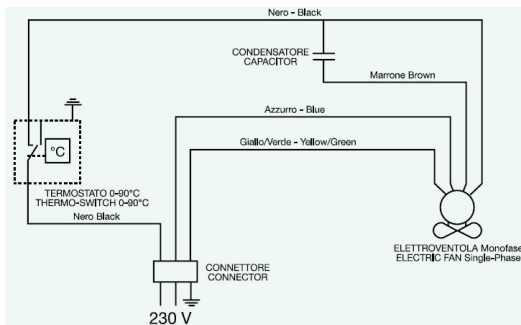 Nero - Black
CONDENSATORE
CAPACITOR
Marrone Brown
Azzurro - Blue
Giallo/Verde - Yellow/Green
°C
TERMOSTATO 0-90°C
THERMO-SWITCH 0-90°C
Nero Black
ELETTROVENTOLA Monofase
ELECTRIC FAN Single-Phase
CONNETTORE
CONNECTOR
230 V